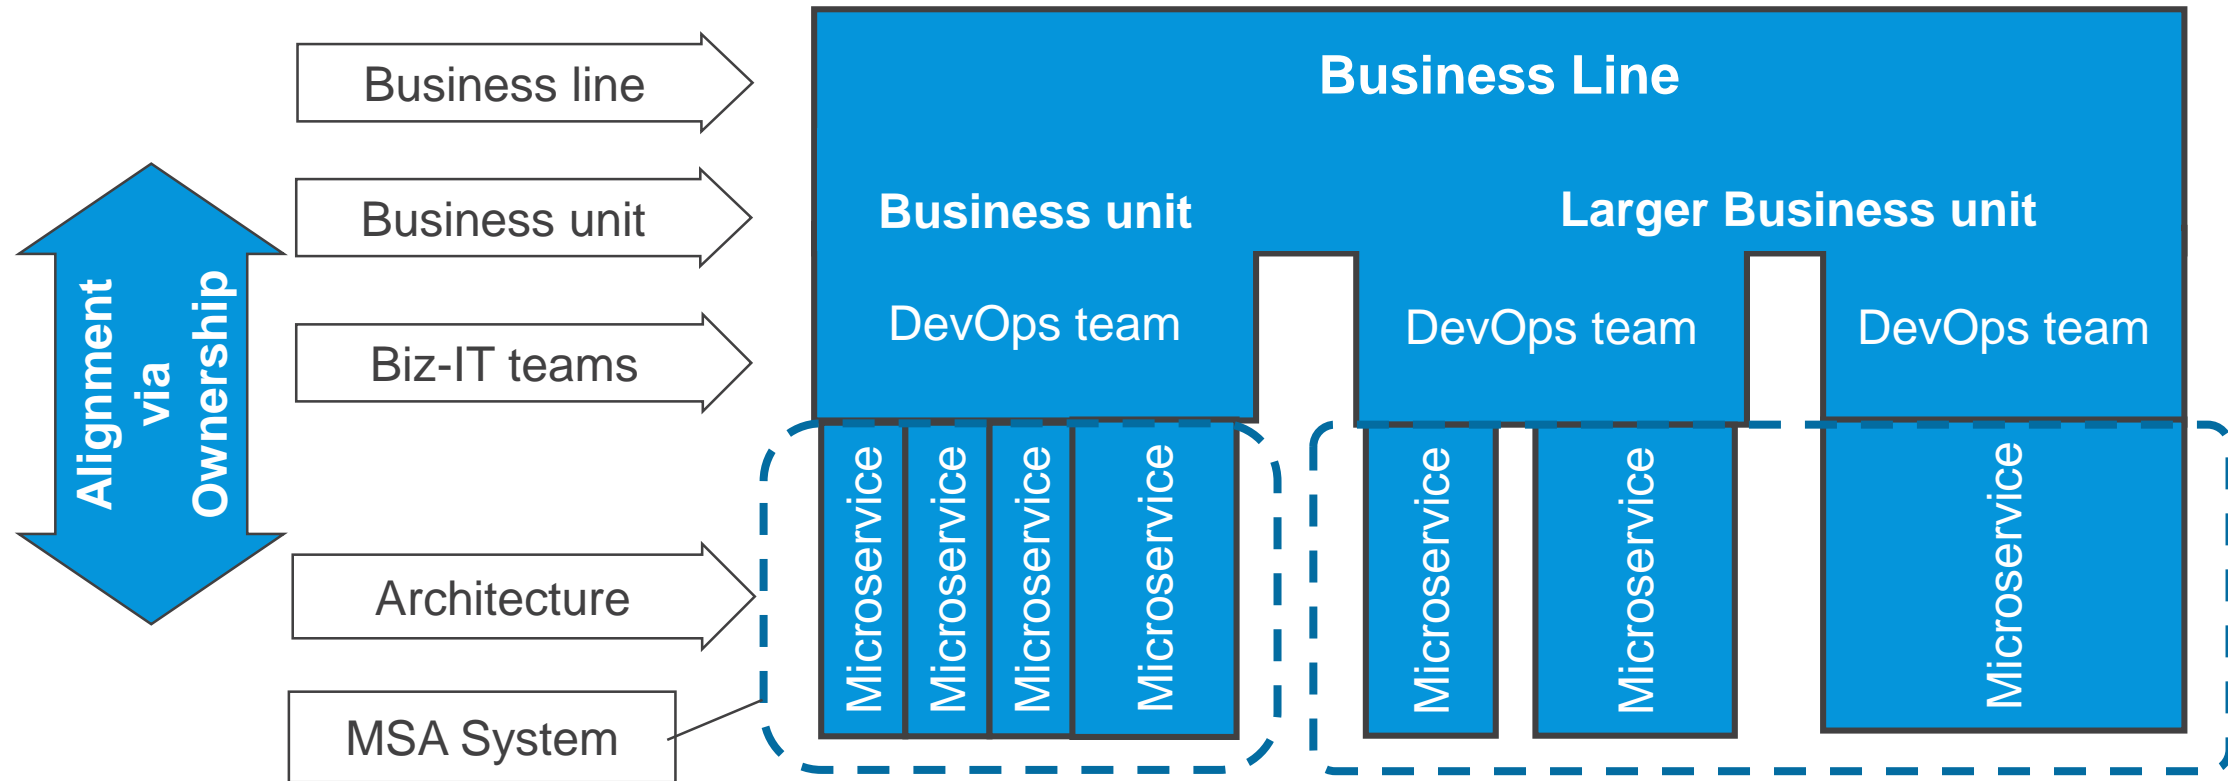 Business line
Business Line
Business unit
Business unit
Larger Business unit
Alignment
via
Ownership
Biz-IT teams
DevOps team
DevOps team
DevOps team
Architecture
Microservice
Microservice
Microservice
Microservice
Microservice
Microservice
Microservice
MSA System